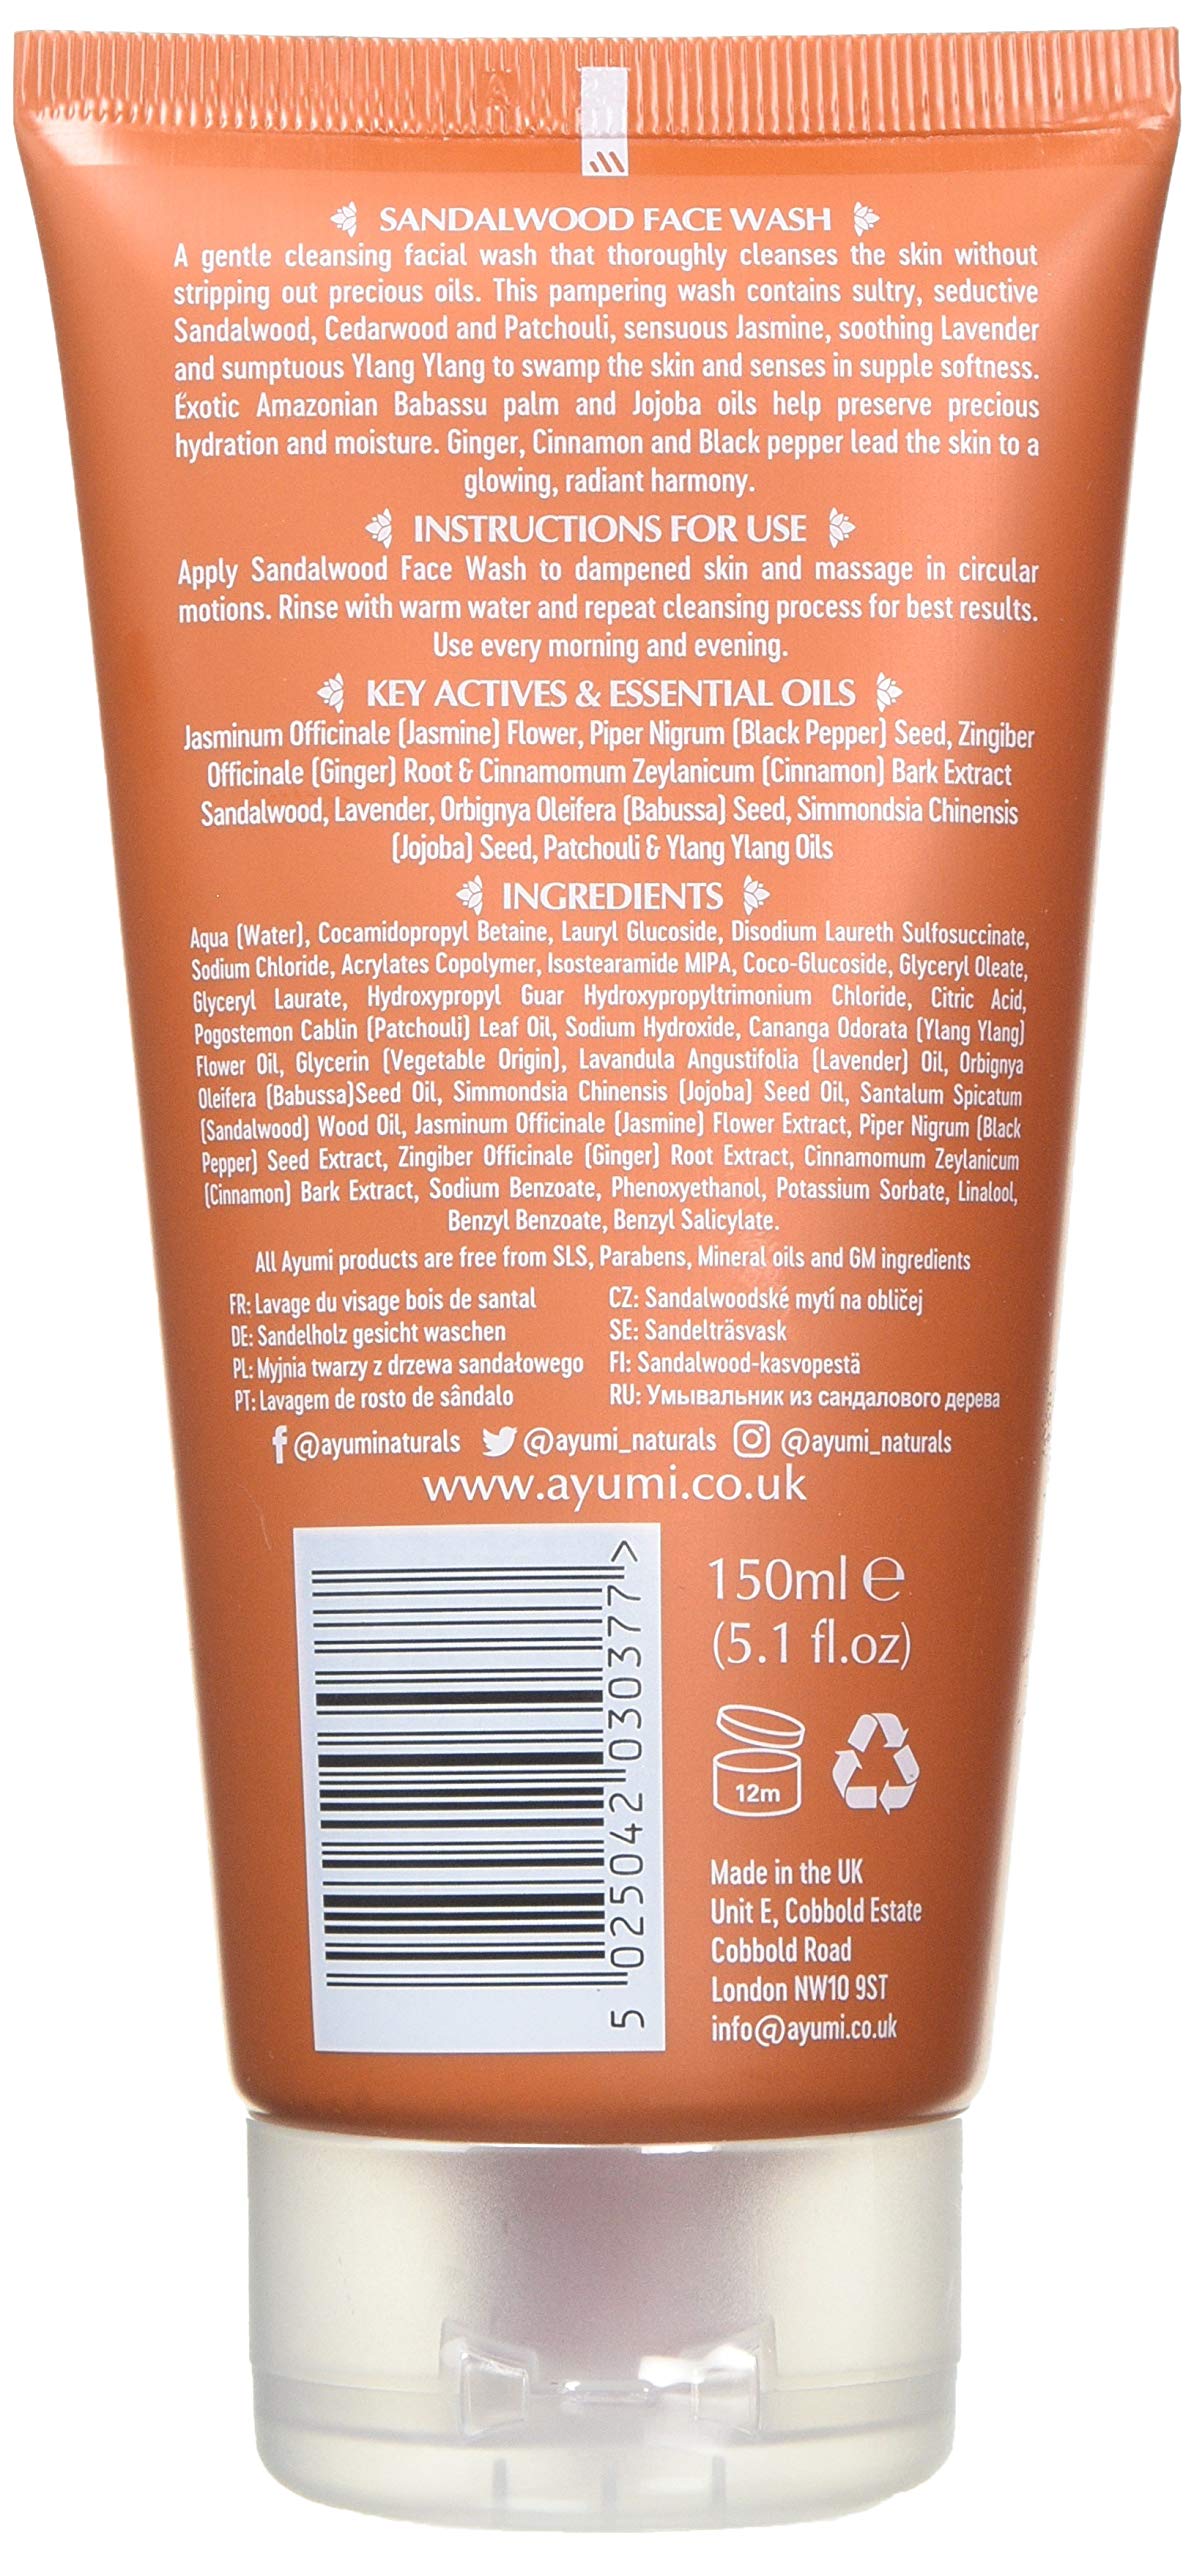 SANDALWOOD FACE WASH
A gentle cleansing facial wash that thoroughly cleanses the skin without
stripping out precious oils. This pampering wash contains sultry, seductive
Sandalwood, Cedarwood and Patchouli, sensuous Jasmine, soothing Lavender
and sumptuous Ylang Ylang to swamp the skin and senses in supple softness.
Exotic Amazonian Babassu palm and Jojoba oils help preserve precious
hydration and moisture. Ginger, Cinnamon and Black pepper lead the skin to a
glowing, radiant harmony.
INSTRUCTIONS FOR USE
Apply Sandalwood Face Wash to dampened skin and massage in circular
motions. Rinse with warm water and repeat cleansing process for best results.
Use every morning and evening.
KEY ACTIVES & ESSENTIAL OILS
Jasminum Officinale (Jasmine) Flower, Piper Nigrum (Black Pepper) Seed, Zingiber
Officinale (Ginger) Root & Cinnamomum Zeylanicum (Cinnamon) Bark Extract
Sandalwood, Lavender, Orbignya Oleifera (Babussa) Seed, Simmondsia Chinensis
(Jojoba) Seed, Patchouli & Ylang Ylang Oils
INGREDIENTS
Aqua (Water), Cocamidopropyl Betaine, Lauryl Glucoside, Disodium Laureth Sulfosuccinate,
Sodium Chloride, Acrylates Copolymer, Isostearamide MIPA, Coco-Glucoside, Glyceryl Oleate,
Glyceryl Laurate, Hydroxypropyl Guar Hydroxypropyltrimonium Chloride, Citric Acid,
Pogostemon Cablin (Patchouli) Leaf Oil, Sodium Hydroxide, Cananga Odorata (Ylang Ylang)
Flower Oil, Glycerin (Vegetable Origin), Lavandula Angustifolia (Lavender) Oil, Orbignya
Oleifera (Babussa)Seed Oil, Simmondsia Chinensis (Jojoba) Seed Oil, Santalum Spicatum
(Sandalwood) Wood Oil, Jasminum Officinale (Jasmine) Flower Extract, Piper Nigrum (Black
Pepper) Seed Extract, Zingiber Officinale (Ginger) Root Extract, Cinnamomum Zeylanicum
(Cinnamon) Bark Extract, Sodium Benzoate, Phenoxyethanol, Potassium Sorbate, Linalool,
Benzyl Benzoate, Benzyl Salicylate.
All Ayumi products are free from SLS, Parabens, Mineral oils and GM ingredients
FR: Lavage du visage bois de santal
DE: Sandelholz gesicht waschen
PL: Myjnia twarzy z drzewa sandałowego
PT: Lavagem de rosto de sândalo
CZ: Sandalwoodské mytí na obličej
SE: Sandelträsvask
FI: Sandalwood-kasvopestä
RU: Умывальник из сандалового дерева
@ayuminaturals @ayumi_naturals @ayumi_naturals
www.ayumi.co.uk
5 025042 030377 >
150ml e
(5.1 fl.oz)
12m
Made in the UK
Unit E, Cobbold Estate
Cobbold Road
London NW10 9ST
info@ayumi.co.uk